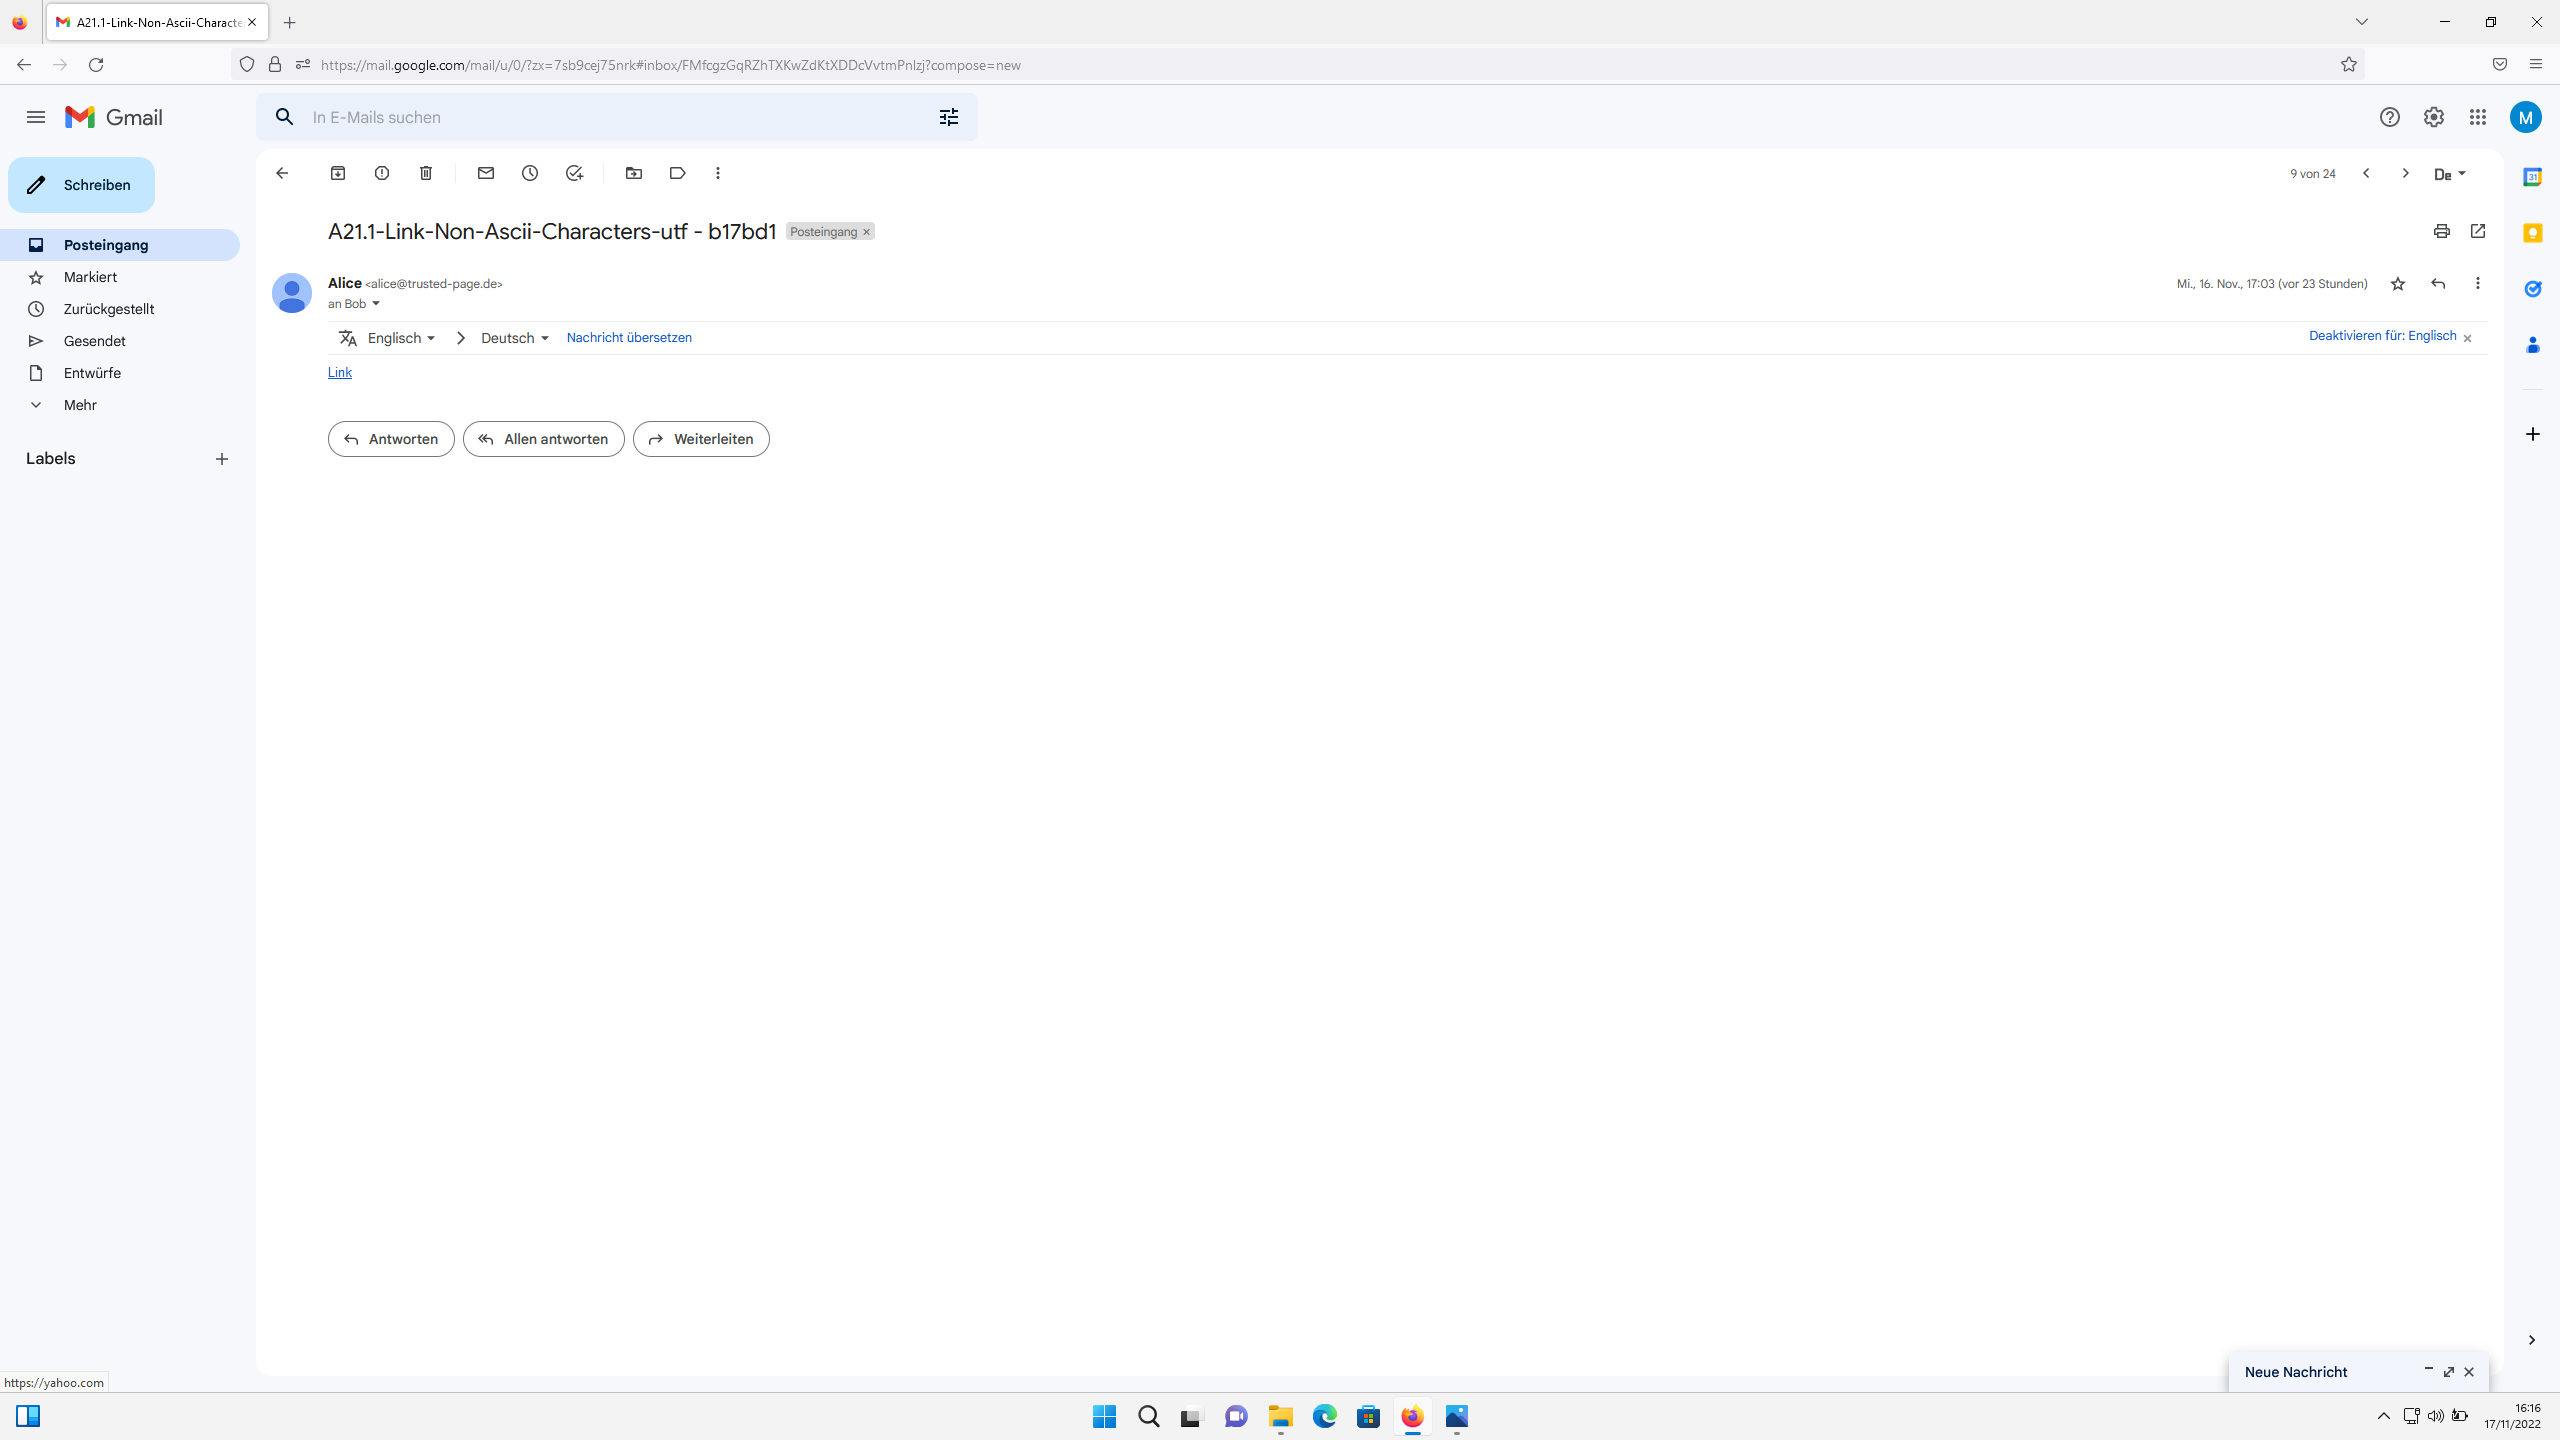 A21.1-Link-Non-Ascii-Characte
https://mail.google.com/mail/u/0/?zx=7sb9cej75nrk#inbox/FMfcgzGqRZhTXKwZdKtXDDcVvtmPnlzj?compose=new
Gmail
In E-Mails suchen
M
Schreiben
9 von 24
De
31
A21.1-Link-Non-Ascii-Characters-utf - b17bd1
Posteingang ×
Posteingang
Markiert
Zurückgestellt
Gesendet
Entwürfe
Mehr
Labels
Alice <alice@trusted-page.de>
an Bob
Mi., 16. Nov., 17:03 (vor 23 Stunden)
Englisch
Deutsch
Nachricht übersetzen
Deaktivieren für: Englisch
Link
Antworten
Allen antworten
Weiterleiten
Neue Nachricht
https://yahoo.com
16:16
17/11/2022